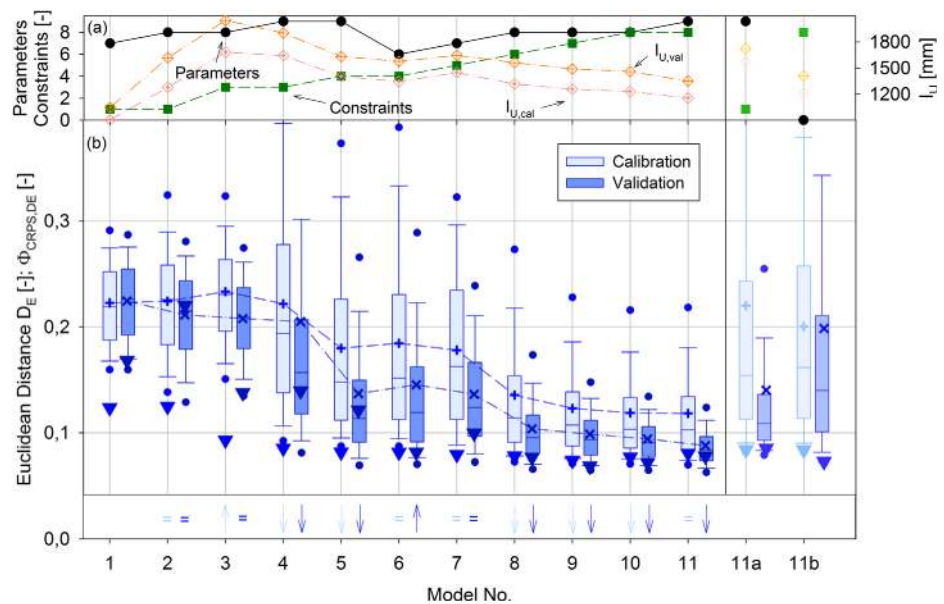 (a)
Parameters [-]
Constraints
8
6
4
2
0
Parameters
Constraints
I_U,val
I_U,cal
1800
1500
1200
I_U [mm]
(b)
Calibration
Validation
Euclidean Distance D_E [-]; Φ_CRPS,DE [-]
0,3
0,2
0,1
0,0
= = = = = = = =
1 2 3 4 5 6 7 8 9 10 11 11a 11b
Model No.